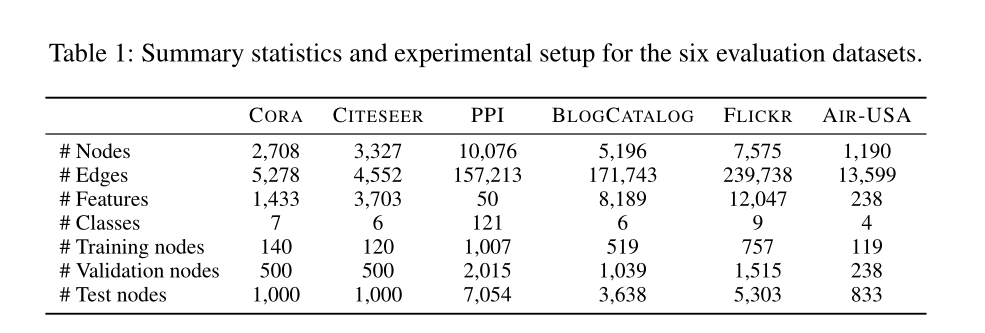 Table 1: Summary statistics and experimental setup for the six evaluation datasets.
CORA CITESEER PPI BLOGCATALOG FLICKR AIR-USA
# Nodes 2,708 3,327 10,076 5,196 7,575 1,190
# Edges 5,278 4,552 157,213 171,743 239,738 13,599
# Features 1,433 3,703 50 8,189 12,047 238
# Classes 7 6 121 6 9 4
# Training nodes 140 120 1,007 519 757 119
# Validation nodes 500 500 2,015 1,039 1,515 238
# Test nodes 1,000 1,000 7,054 3,638 5,303 833